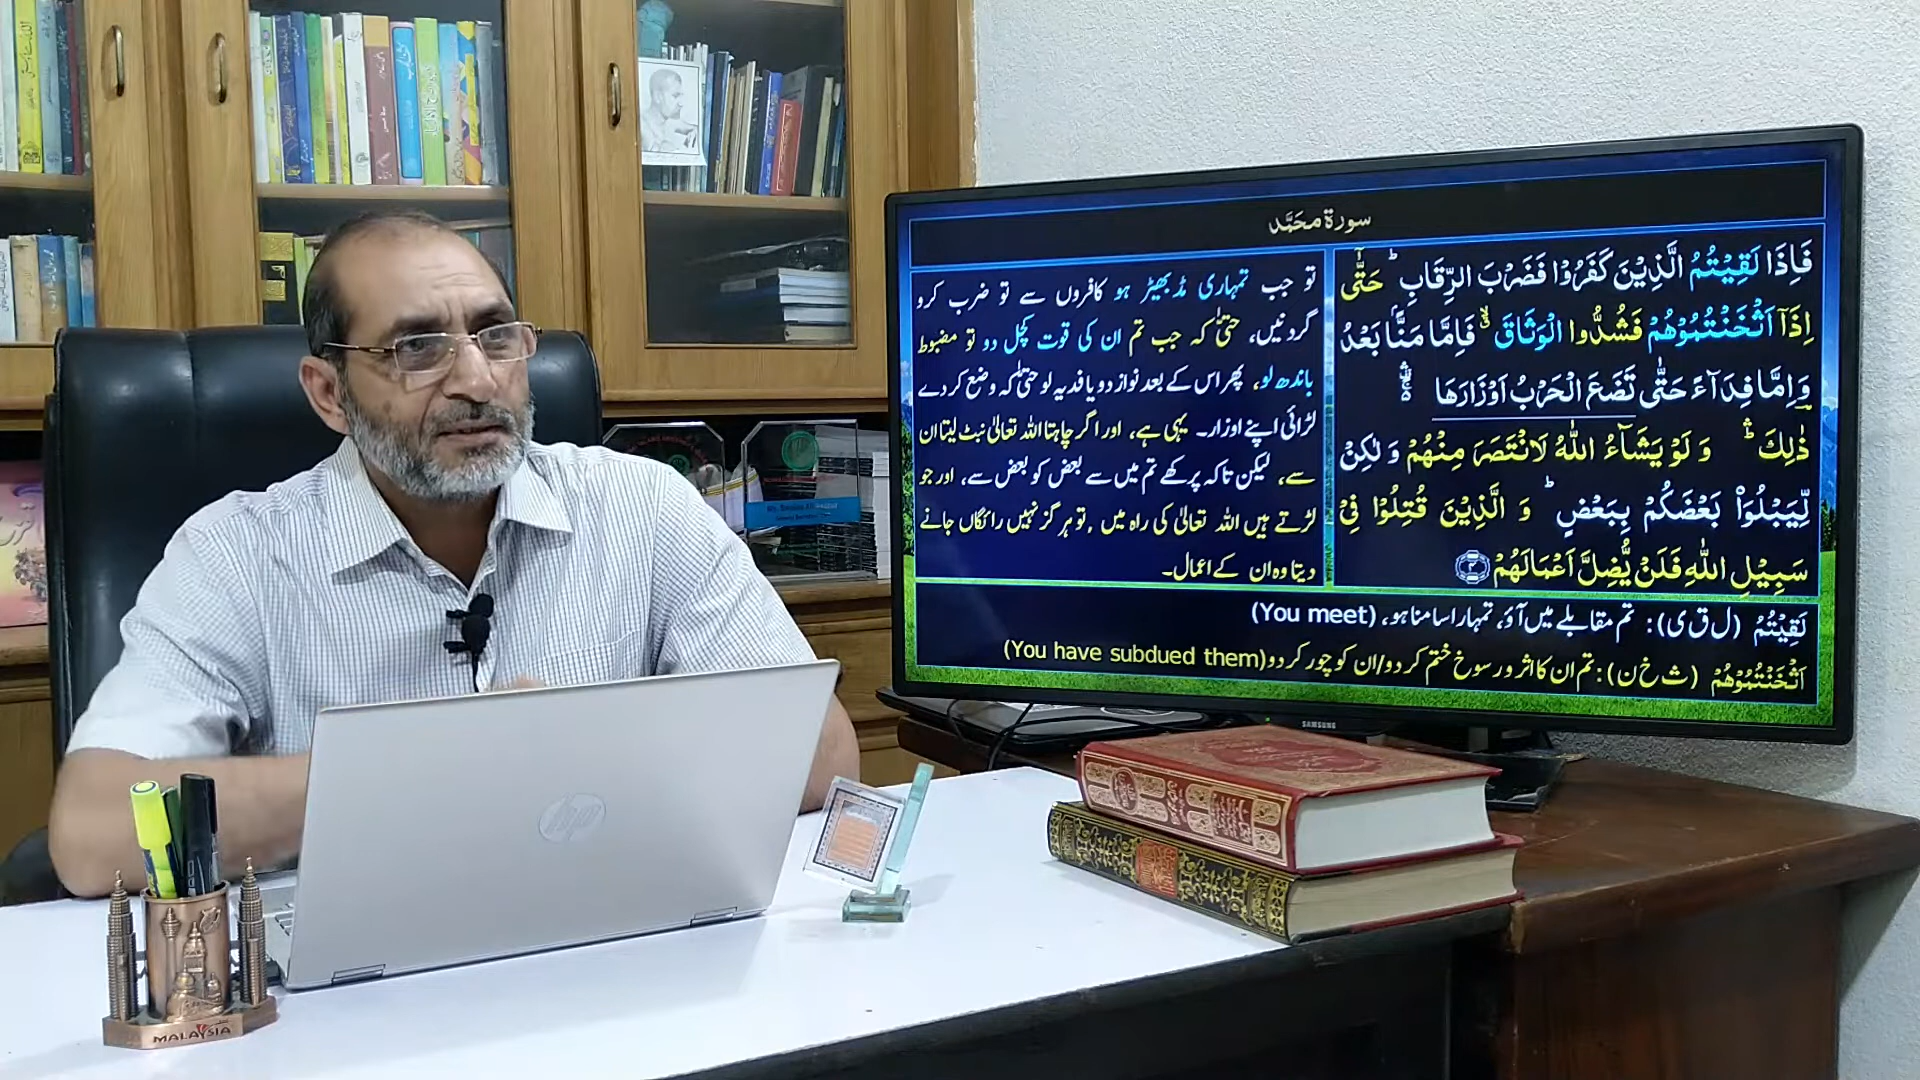 سورة محمّد
فَاِذَا لَقِيْتُمُ الَّذِيْنَ كَفَرُوْا فَضَرْبَ الرِّقَابِ ؕ حَتّٰۤى
اِذَاۤ اَثْخَنْتُمُوْهُمْ فَشُدُّوا الْوَثَاقَ ۙ فَاِمَّا مَنًّۢا بَعْدُ
وَاِمَّا فِدَآءً حَتّٰى تَضَعَ الْحَرْبُ اَوْزَارَهَا
ذٰلِكَ ؕ وَ لَوْ يَشَآءُ اللّٰهُ لَانْتَصَرَ مِنْهُمْ وَ لٰكِنْ
لِّيَبْلُوَا۟ بَعْضَكُمْ بِبَعْضٍ ؕ وَ الَّذِيْنَ قُتِلُوْا فِىْ
سَبِيْلِ اللّٰهِ فَلَنْ يُّضِلَّ اَعْمَالَهُمْ ۴
تو جب تمہاری مڈبھیڑ ہو کافروں سے تو ضرب کرو
گردنیں، حتیّٰ کہ جب تم ان کی قوت کچل دو تو مضبوط
باندھ لو، پھر اس کے بعد نواز دو یا فدیہ لو حتیّٰ کہ وضع کر دے
لڑائی اپنے اوزار۔ یہی ہے، اور اگر چاہتا اللہ تعالیٰ نبٹ لیتا ان
سے، لیکن تاکہ پرکھے تم میں سے بعض کو بعض سے، اور جو
لڑتے ہیں اللہ تعالیٰ کی راہ میں ,تو ہرگز نہیں رائگاں جانے
دیتا وہ ان کے اعمال۔
لَقِيْتُمُ (ل ق ی): تم مقابلے میں آؤ، تمہارا سامنا ہو، (You meet)
اَثْخَنْتُمُوْهُمْ (ث خ ن): تم ان کا اثر و رسوخ ختم کر دو/ان کو چور کر دو(You have subdued them)
SAMSUNG
hp
MALAYSIA